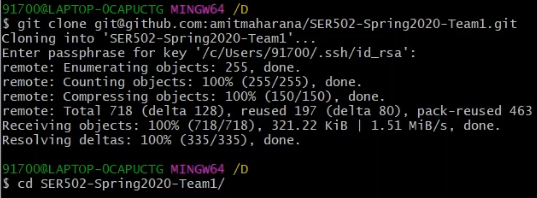 91700@LAPTOP-OCAPUCTG MINGW64 /D
$ git clone git@github.com:amitmaharana/SER502-Spring2020-Team1.git
Cloning into 'SER502-Spring2020-Team1'...
Enter passphrase for key '/c/Users/91700/.ssh/id_rsa':
remote: Enumerating objects: 255, done.
remote: Counting objects: 100% (255/255), done.
remote: Compressing objects: 100% (150/150), done.
remote: Total 718 (delta 128), reused 197 (delta 80), pack-reused 463
Receiving objects: 100% (718/718), 321.22 KiB | 1.51 MiB/s, done.
Resolving deltas: 100% (335/335), done.
91700@LAPTOP-OCAPUCTG MINGW64 /D
$ cd SER502-Spring2020-Team1/